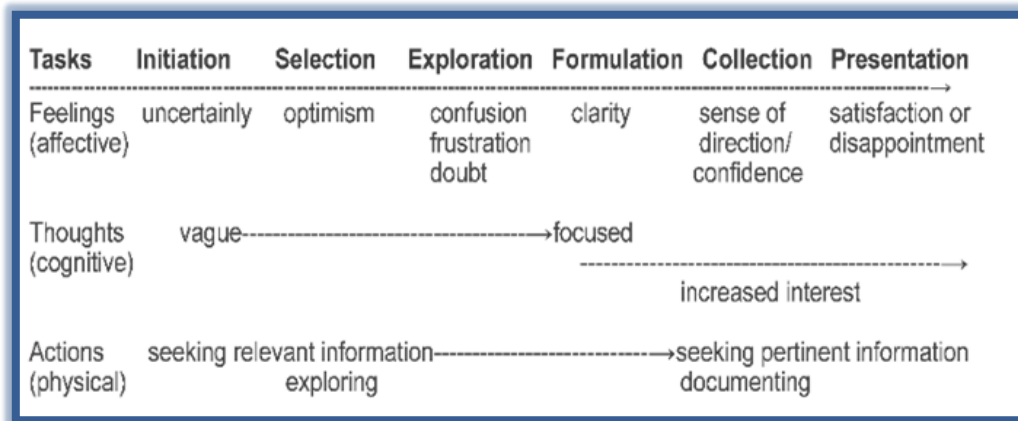 Tasks Initiation Selection Exploration Formulation Collection Presentation
Feelings uncertainly optimism confusion clarity sense of satisfaction or
(affective) frustration direction/ disappointment
doubt confidence
Thoughts vague focused
(cognitive)
increased interest
Actions seeking relevant information seeking pertinent information
(physical) exploring documenting